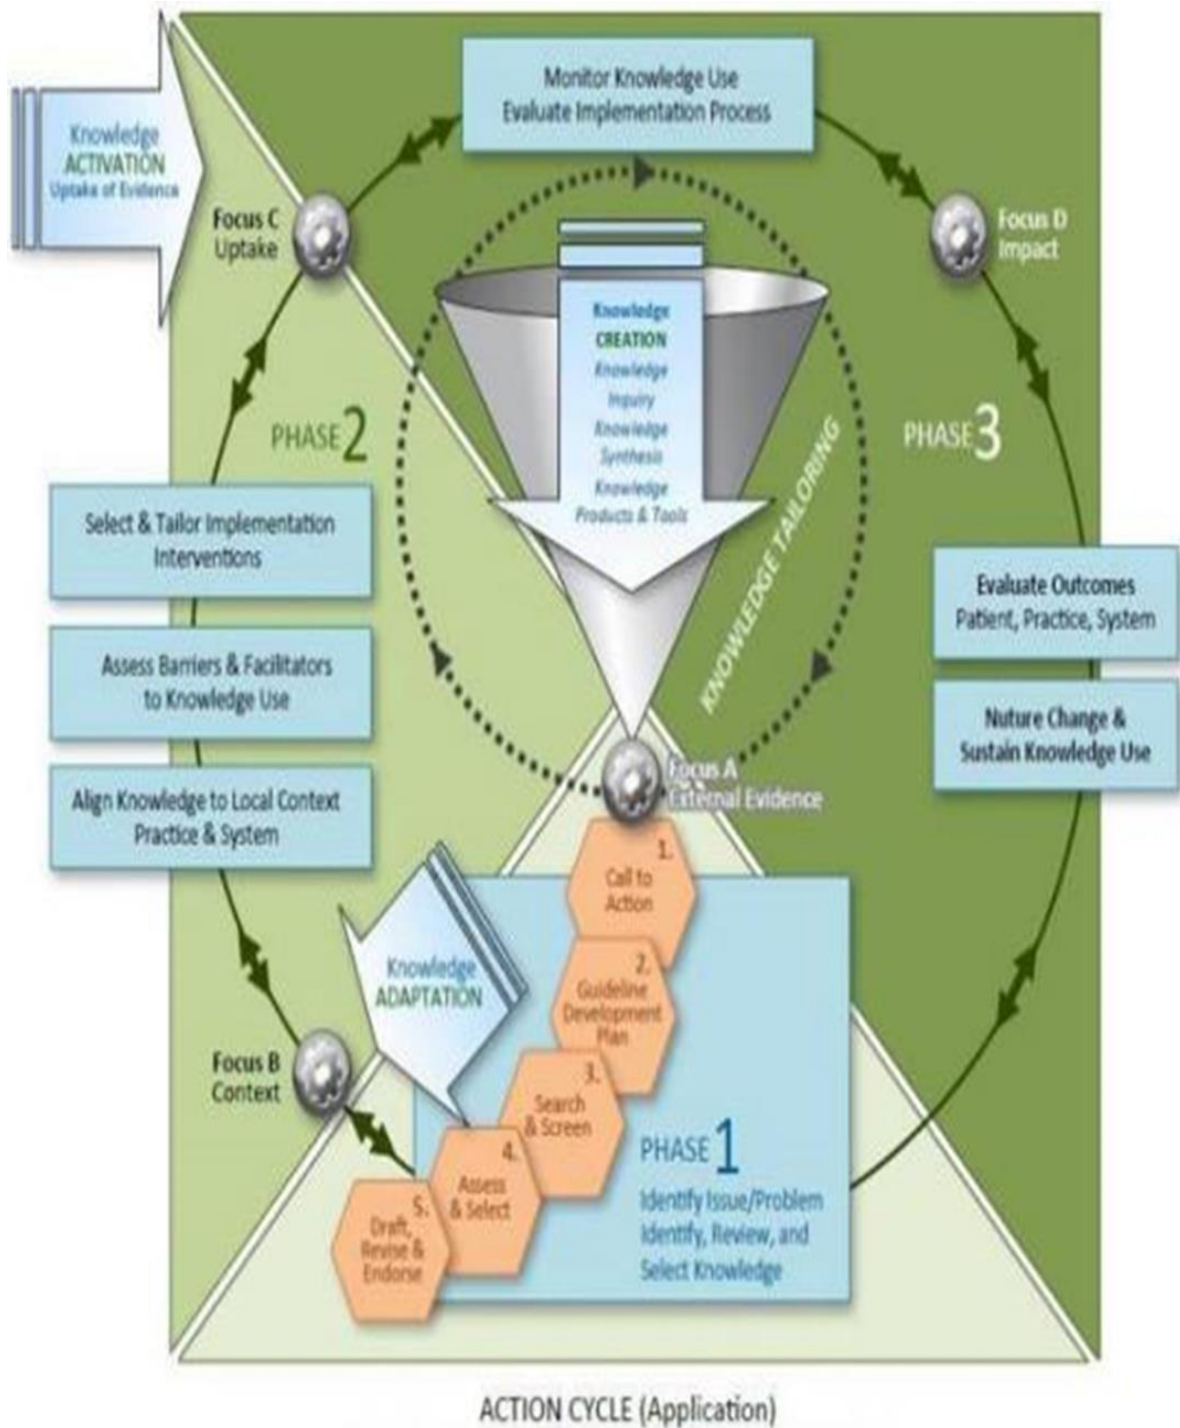 Monitor Knowledge Use
Evaluate Implementation Process
Knowledge
ACTIVATION
Uptake of Evidence
Focus C
Uptake
Focus D
Impact
Knowledge
CREATION
Knowledge
Inquiry
Knowledge
Synthesis
Knowledge
Products & Tools
PHASE 2
PHASE 3
KNOWLEDGE TAILORING
Select & Tailor Implementation
Interventions
Assess Barriers & Facilitators
to Knowledge Use
Align Knowledge to Local Context
Practice & System
Evaluate Outcomes
Patient, Practice, System
Nuture Change &
Sustain Knowledge Use
Focus A
External Evidence
1.
Call to
Action
2.
Guideline
Development
Plan
3.
Search
& Screen
4.
Assess
& Select
5.
Draft,
Revise &
Endorse
Knowledge
ADAPTATION
Focus B
Context
PHASE 1
Identify Issue/Problem
Identify, Review, and
Select Knowledge
ACTION CYCLE (Application)